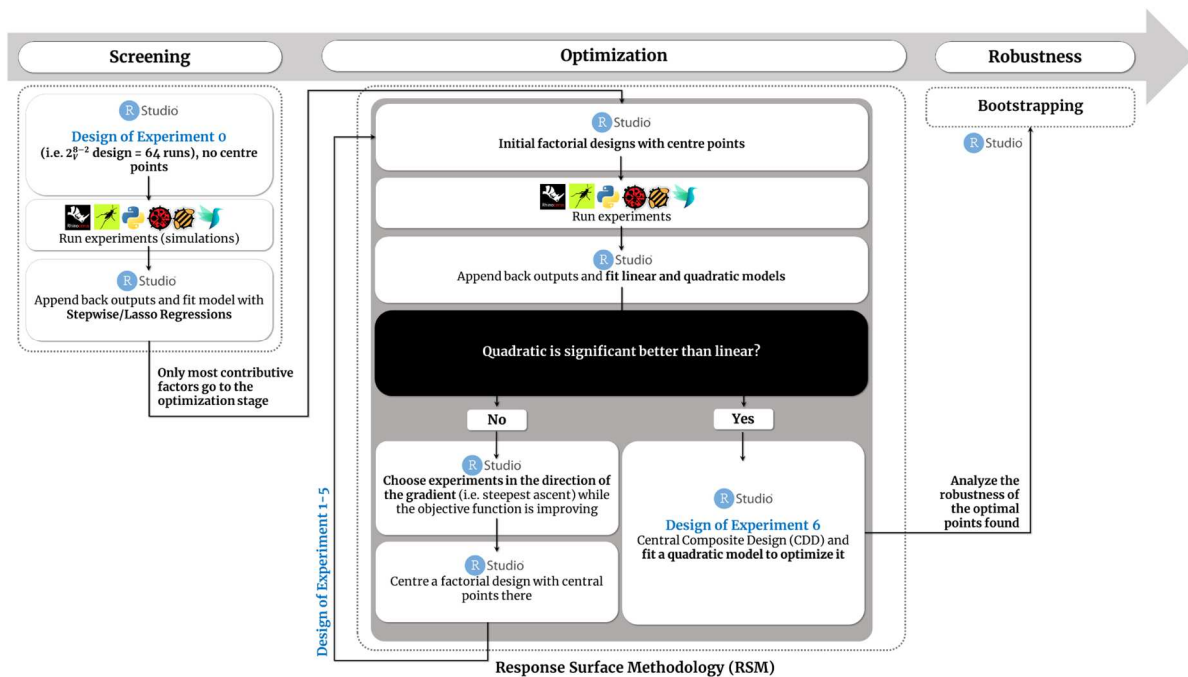 Screening
Optimization
Robustness
R Studio
Design of Experiment 0
(i.e. 2_V^{8-2} design = 64 runs), no centre
points
Rhinoceros
Run experiments (simulations)
R Studio
Append back outputs and fit model with
Stepwise/Lasso Regressions
Only most contributive
factors go to the
optimization stage
R Studio
Initial factorial designs with centre points
Run experiments
R Studio
Append back outputs and fit linear and quadratic models
Quadratic is significant better than linear?
No
Yes
R Studio
Choose experiments in the direction of
the gradient (i.e. steepest ascent) while
the objective function is improving
R Studio
Centre a factorial design with central
points there
Design of Experiment 1-5
R Studio
Design of Experiment 6
Central Composite Design (CDD) and
fit a quadratic model to optimize it
Response Surface Methodology (RSM)
Analyze the
robustness of
the optimal
points found
Bootstrapping
R Studio